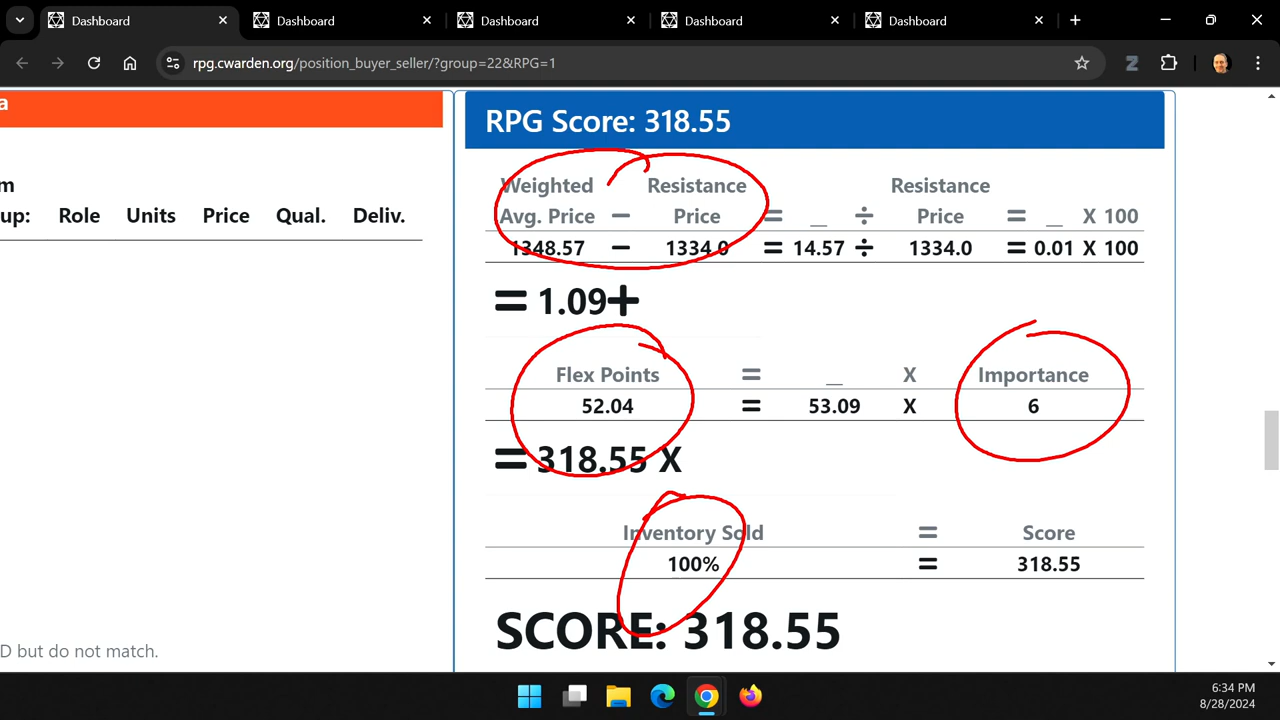 Dashboard Dashboard Dashboard Dashboard Dashboard
rpg.cwarden.org/position_buyer_seller/?group=22&RPG=1
a
RPG Score: 318.55
m
up: Role Units Price Qual. Deliv.
Weighted Resistance Resistance
Avg. Price − Price = _ ÷ Price = _ X 100
1348.57 − 1334.0 = 14.57 ÷ 1334.0 = 0.01 X 100
= 1.09+
Flex Points = _ X Importance
52.04 = 53.09 X 6
= 318.55 X
Inventory Sold = Score
100% = 318.55
SCORE: 318.55
D but do not match.
6:34 PM
8/28/2024